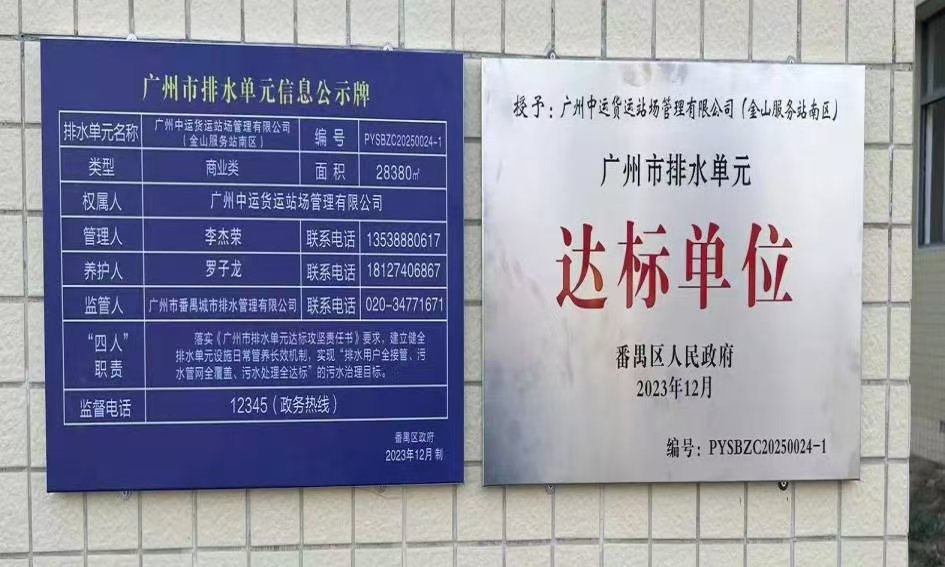 广州市排水单元信息公示牌
排水单元名称 广州中运货运站场管理有限公司（金山服务站南区） 编 号 PYSBZC20250024-1
类型 商业类 面 积 28380㎡
权属人 广州中运货运站场管理有限公司
管理人 李杰荣 联系电话 13538880617
养护人 罗子龙 联系电话 18127406867
监管人 广州市番禺城市排水管理有限公司 联系电话 020-34771671
“四人”职责
落实《广州市排水单元达标攻坚责任书》要求，建立健全
排水单元设施日常管养长效机制，实现“排水用户全接管、污
水管网全覆盖、污水处理全达标”的污水治理目标。
监督电话 12345（政务热线）
番禺区政府
2023年12月 制
授予：广州中运货运站场管理有限公司（金山服务站南区）
广州市排水单元
达标单位
番禺区人民政府
2023年12月
编号：PYSBZC20250024-1